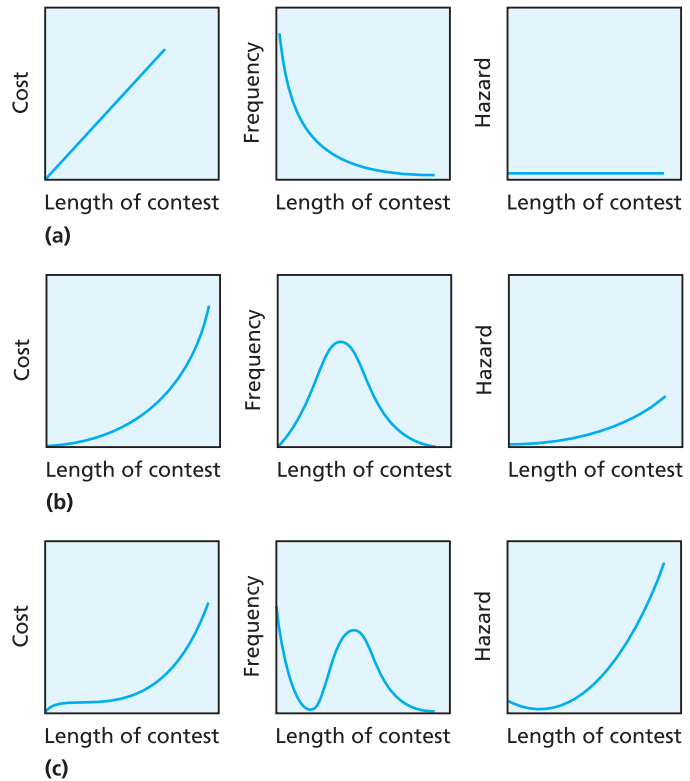 Cost
Frequency
Hazard
Length of contest
Length of contest
Length of contest
(a)
Cost
Frequency
Hazard
Length of contest
Length of contest
Length of contest
(b)
Cost
Frequency
Hazard
Length of contest
Length of contest
Length of contest
(c)